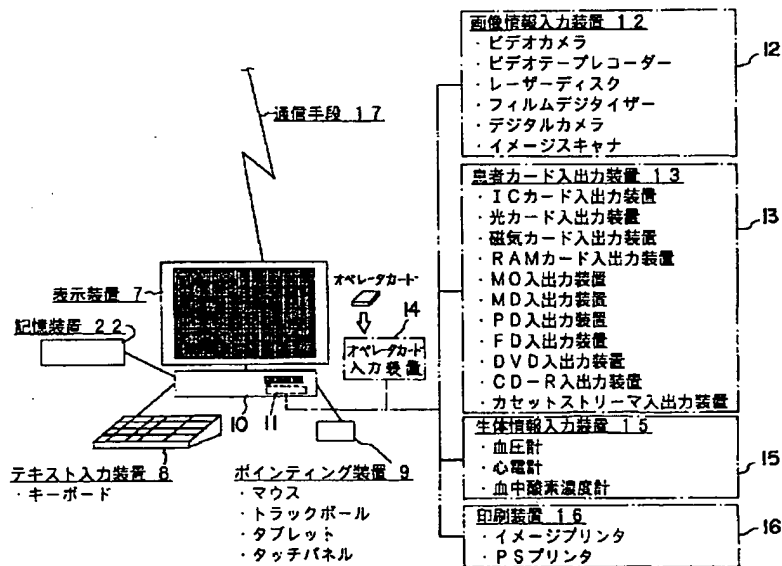 画像情報入力装置 12
・ビデオカメラ
・ビデオテープレコーダー
・レーザーディスク
・フィルムデジタイザー
・デジタルカメラ
・イメージスキャナ
12
通信手段 17
患者カード入出力装置 13
・ICカード入出力装置
・光カード入出力装置
・磁気カード入出力装置
・RAMカード入出力装置
・MO入出力装置
・MD入出力装置
・PD入出力装置
・FD入出力装置
・DVD入出力装置
・CD-R入出力装置
・カセットストリーマ入出力装置
13
表示装置 7
オペレータカード
14
オペレータカード
入力装置
記憶装置 22
10
11
テキスト入力装置 8
・キーボード
ポインティング装置 9
・マウス
・トラックボール
・タブレット
・タッチパネル
生体情報入力装置 15
・血圧計
・心電計
・血中酸素濃度計
15
印刷装置 16
・イメージプリンタ
・PSプリンタ
16